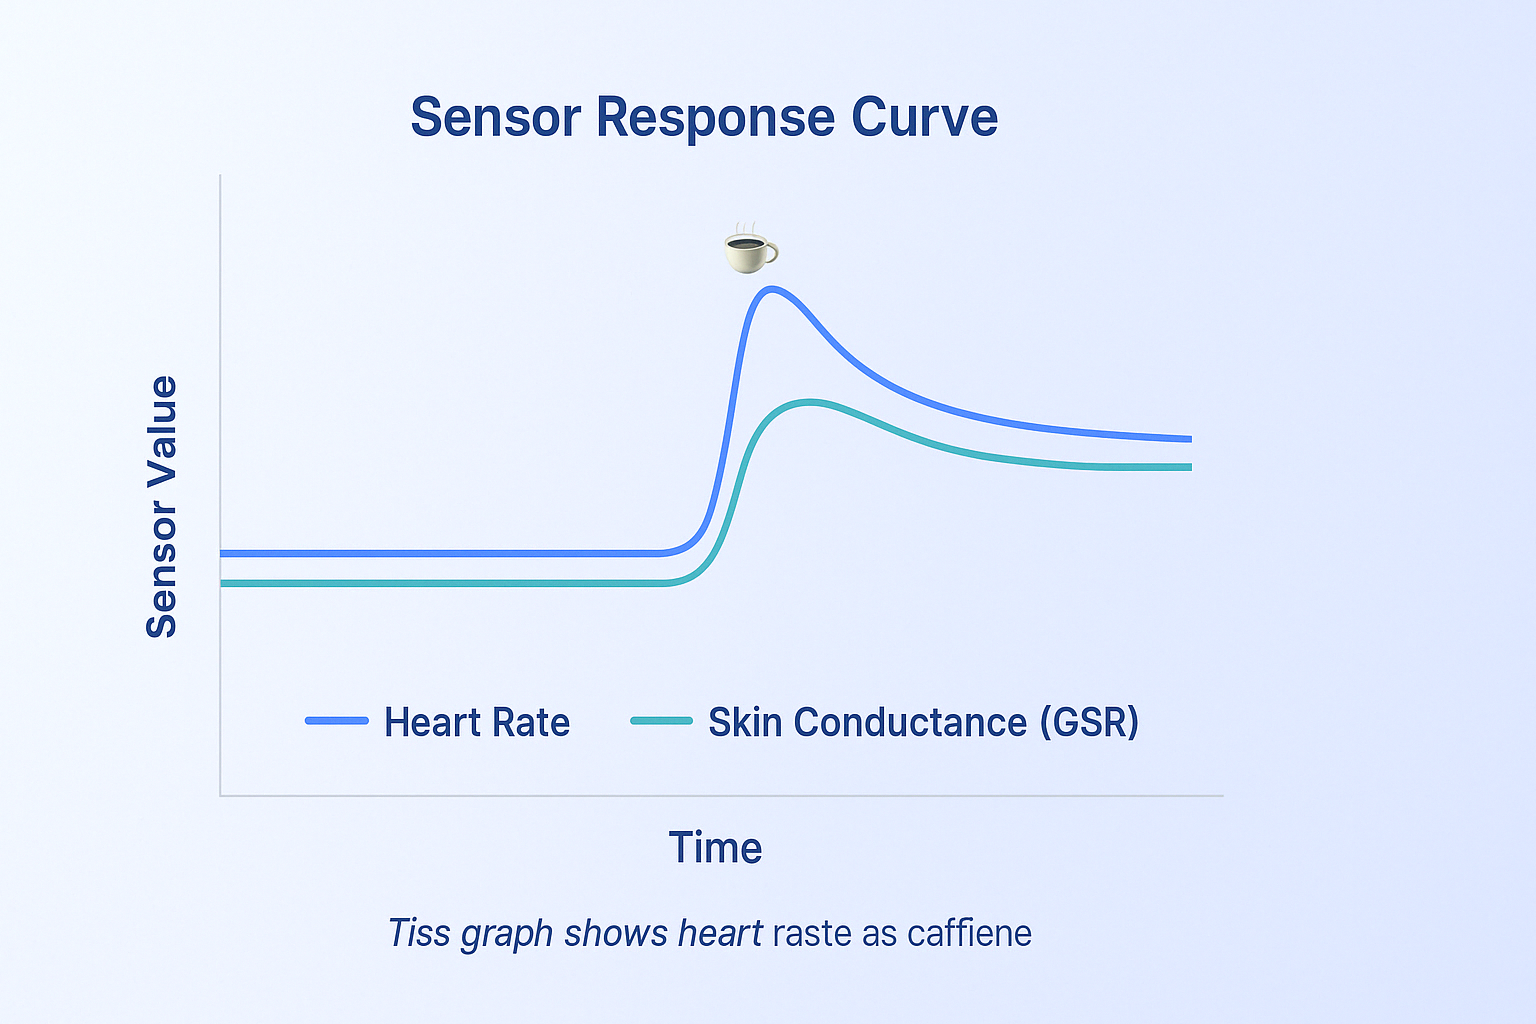 Sensor Response Curve
Sensor Value
Heart Rate
Skin Conductance (GSR)
Time
Tiss graph shows heart raste as caffiene